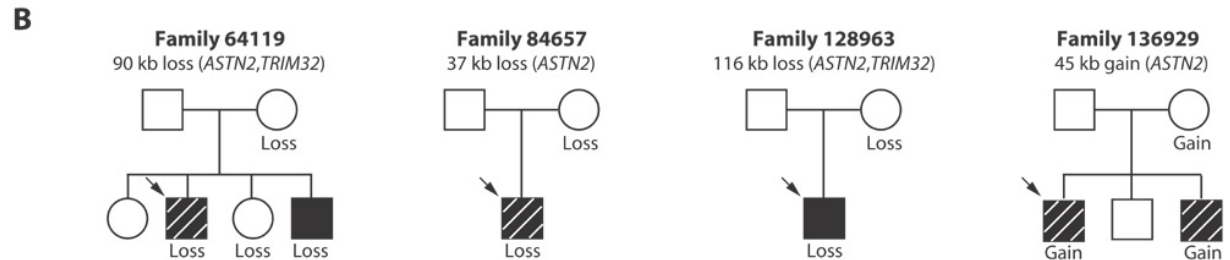 B
Family 64119
90 kb loss (ASTN2,TRIM32)
Loss
Loss Loss Loss
Family 84657
37 kb loss (ASTN2)
Loss
Loss
Family 128963
116 kb loss (ASTN2,TRIM32)
Loss
Loss
Family 136929
45 kb gain (ASTN2)
Gain
Gain Gain